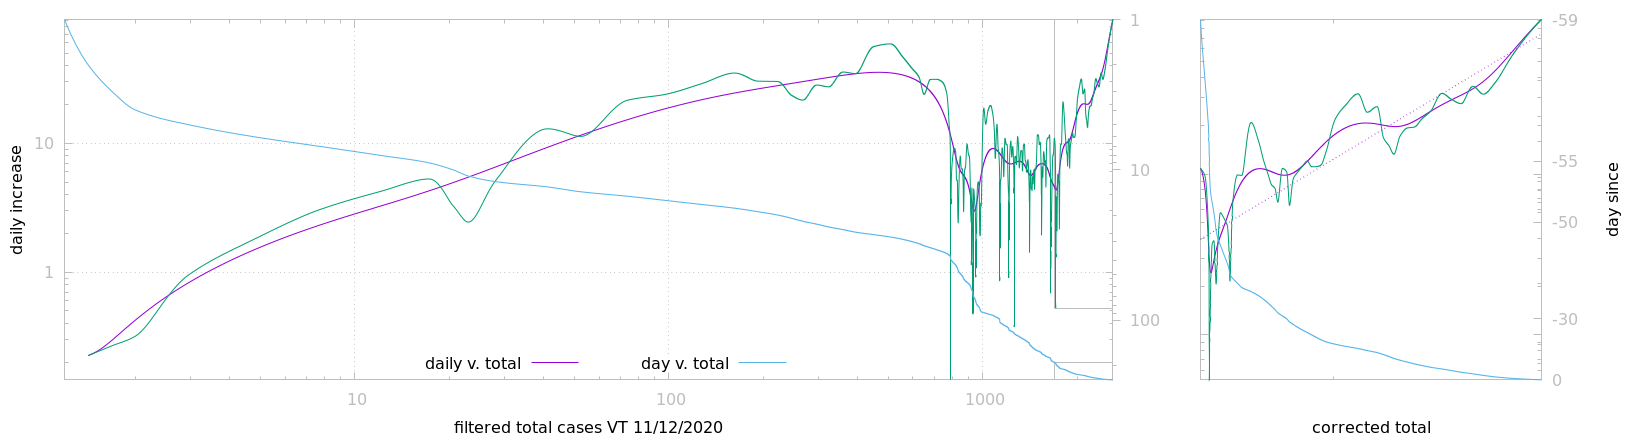 1
-59
daily increase
10
10
-55
-50
day since
1
100
-30
daily v. total
day v. total
0
10
100
1000
filtered total cases VT 11/12/2020
corrected total